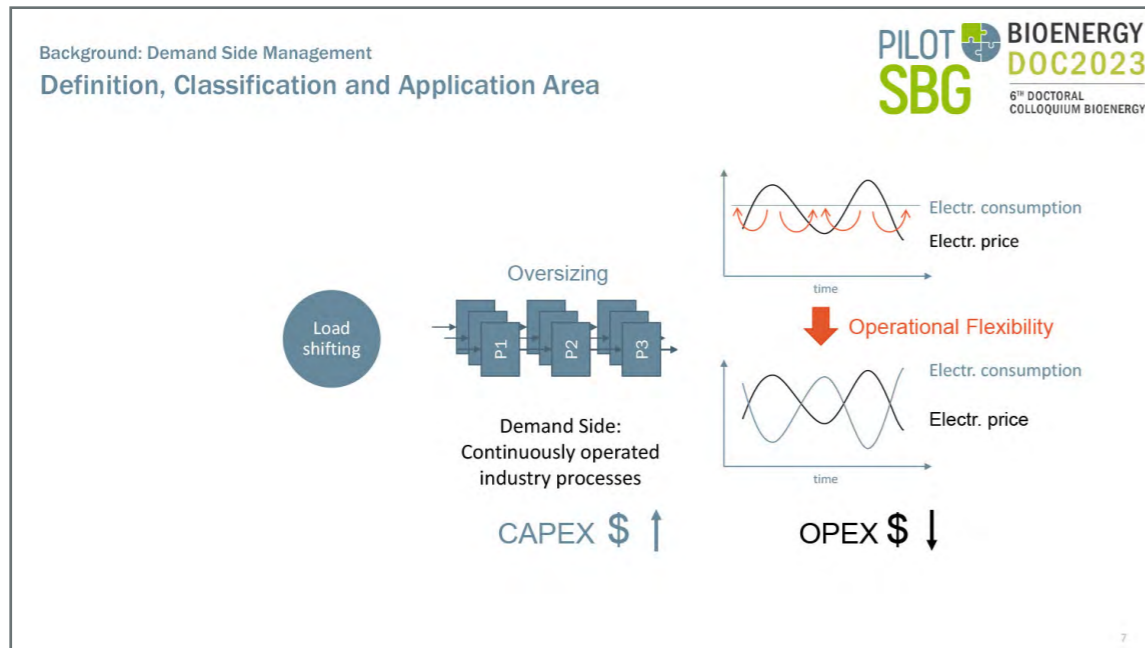 Background: Demand Side Management
Definition, Classification and Application Area
PILOT
SBG
BIOENERGY
DOC2023
6TH DOCTORAL
COLLOQUIUM BIOENERGY
Load
shifting
Oversizing
P1
P2
P3
Demand Side:
Continuously operated
industry processes
CAPEX $
Electr. consumption
Electr. price
time
Operational Flexibility
Electr. consumption
Electr. price
time
OPEX $
7